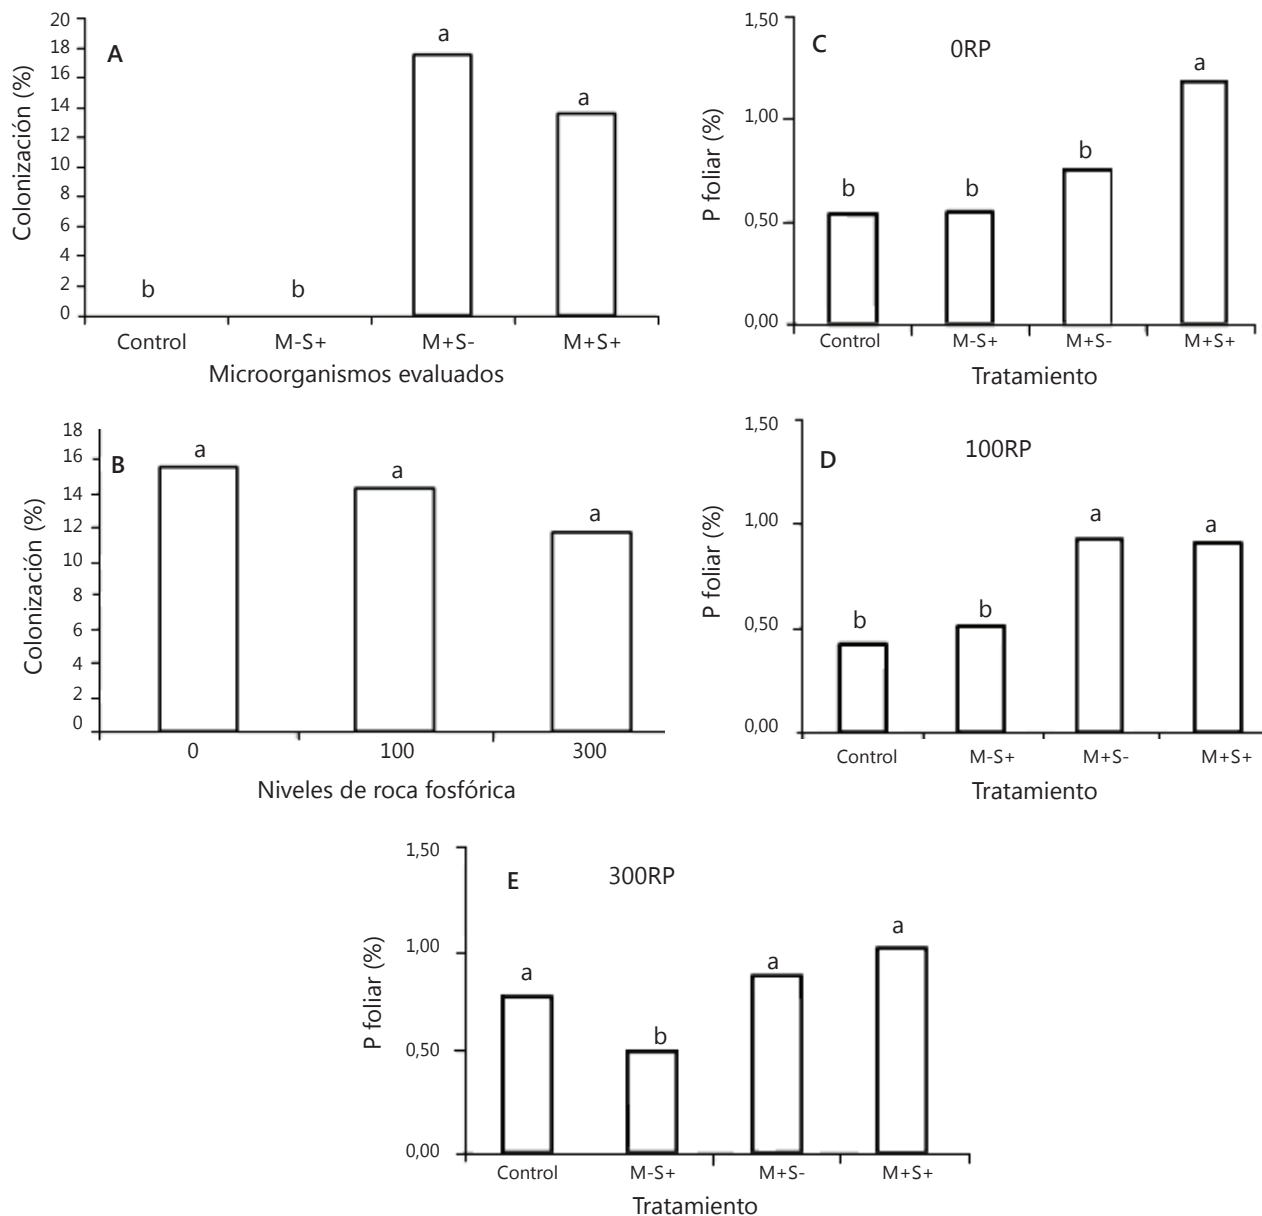 A
Colonización (%)
20
18
16
14
12
10
8
6
4
2
0
b
b
a
a
Control M-S+ M+S- M+S+
Microorganismos evaluados
C
0RP
P foliar (%)
1,50
1,00
0,50
0,00
b
b
b
a
Control M-S+ M+S- M+S+
Tratamiento
B
Colonización (%)
18
16
14
12
10
8
6
4
2
0
a
a
a
0 100 300
Niveles de roca fosfórica
D
100RP
P foliar (%)
1,50
1,00
0,50
0,00
b
b
a
a
Control M-S+ M+S- M+S+
Tratamiento
E
300RP
P foliar (%)
1,50
1,00
0,50
0,00
a
b
a
a
Control M-S+ M+S- M+S+
Tratamiento